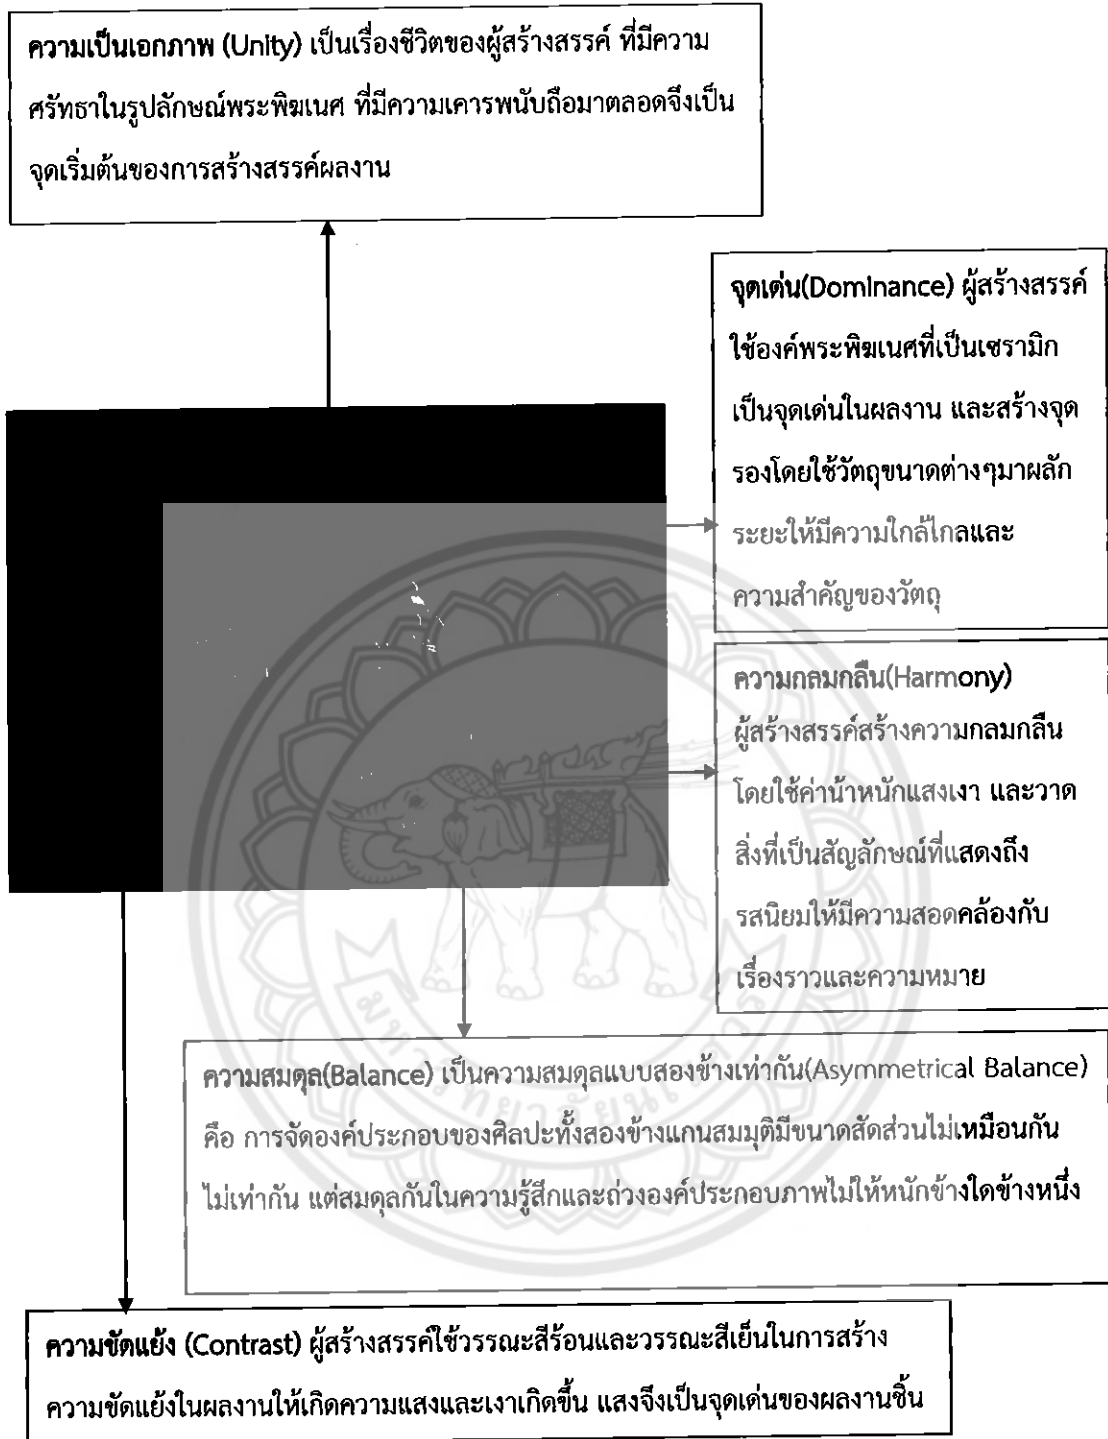 ความเป็นเอกภาพ (Unity) เป็นเรื่องชีวิตของผู้สร้างสรรค์ ที่มีความ
ศรัทธาในรูปลักษณ์พระพิฆเนศ ที่มีความเคารพนับถือมาตลอดจึงเป็น
จุดเริ่มต้นของการสร้างสรรค์ผลงาน
จุดเด่น(Dominance) ผู้สร้างสรรค์
ใช้องค์พระพิฆเนศที่เป็นเซรามิก
เป็นจุดเด่นในผลงาน และสร้างจุด
รองโดยใช้วัตถุขนาดต่างๆมาผลัก
ระยะให้มีความใกล้ไกลและ
ความสำคัญของวัตถุ
ความกลมกลืน(Harmony)
ผู้สร้างสรรค์สร้างความกลมกลืน
โดยใช้ค่าน้ำหนักแสงเงา และวาด
สิ่งที่เป็นสัญลักษณ์ที่แสดงถึง
รสนิยมให้มีความสอดคล้องกับ
เรื่องราวและความหมาย
ความสมดุล(Balance) เป็นความสมดุลแบบสองข้างเท่ากัน(Asymmetrical Balance)
คือ การจัดองค์ประกอบของศิลปะทั้งสองข้างแกนสมมุติมีขนาดสัดส่วนไม่เหมือนกัน
ไม่เท่ากัน แต่สมดุลกันในความรู้สึกและถ่วงองค์ประกอบภาพไม่ให้หนักข้างใดข้างหนึ่ง
ความขัดแย้ง (Contrast) ผู้สร้างสรรค์ใช้วรรณะสีร้อนและวรรณะสีเย็นในการสร้าง
ความขัดแย้งในผลงานให้เกิดความแสงและเงาเกิดขึ้น แสงจึงเป็นจุดเด่นของผลงานชิ้น